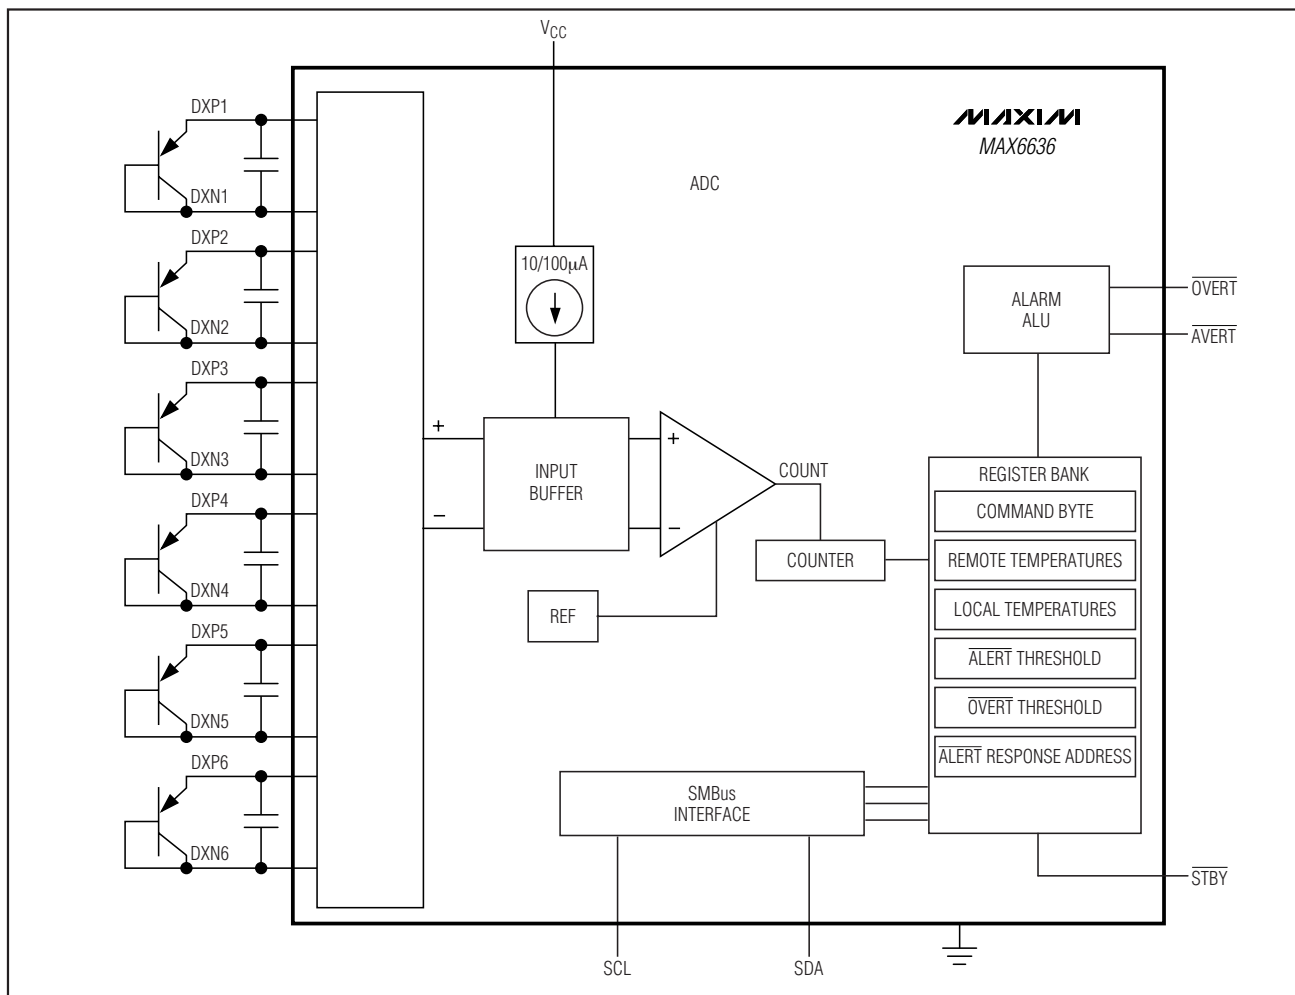 V_CC
MAXIM
MAX6636
ADC
DXP1
DXN1
DXP2
DXN2
DXP3
DXN3
DXP4
DXN4
DXP5
DXN5
DXP6
DXN6
10/100µA
+
−
INPUT
BUFFER
+
−
COUNT
COUNTER
REF
ALARM
ALU
OVERT
AVERT
REGISTER BANK
COMMAND BYTE
REMOTE TEMPERATURES
LOCAL TEMPERATURES
ALERT THRESHOLD
OVERT THRESHOLD
ALERT RESPONSE ADDRESS
SMBus
INTERFACE
STBY
SCL
SDA